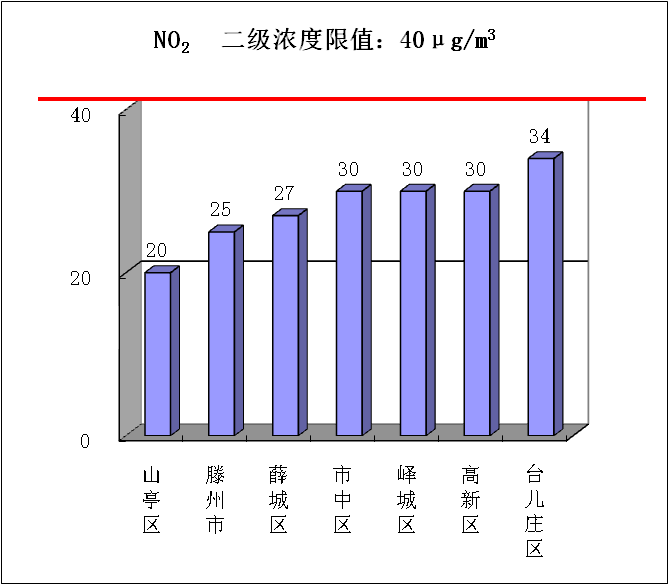 NO₂ 二级浓度限值：40μg/m³
40
20
0
20
25
27
30
30
30
34
山亭区
滕州市
薛城区
市中区
峄城区
高新区
台儿庄区